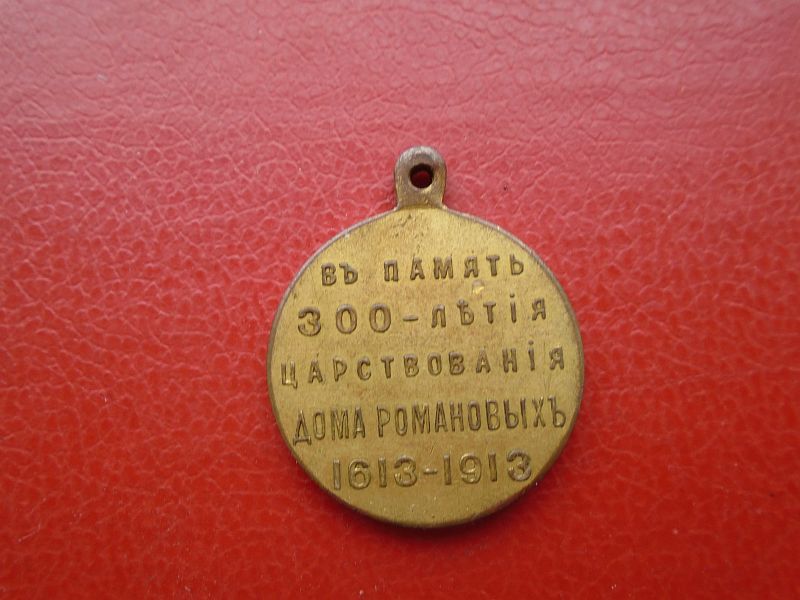 ВЪ ПАМЯТЬ
300-ЛѢТІЯ
ЦАРСТВОВАНІЯ
ДОМА РОМАНОВЫХЪ
1613-1913